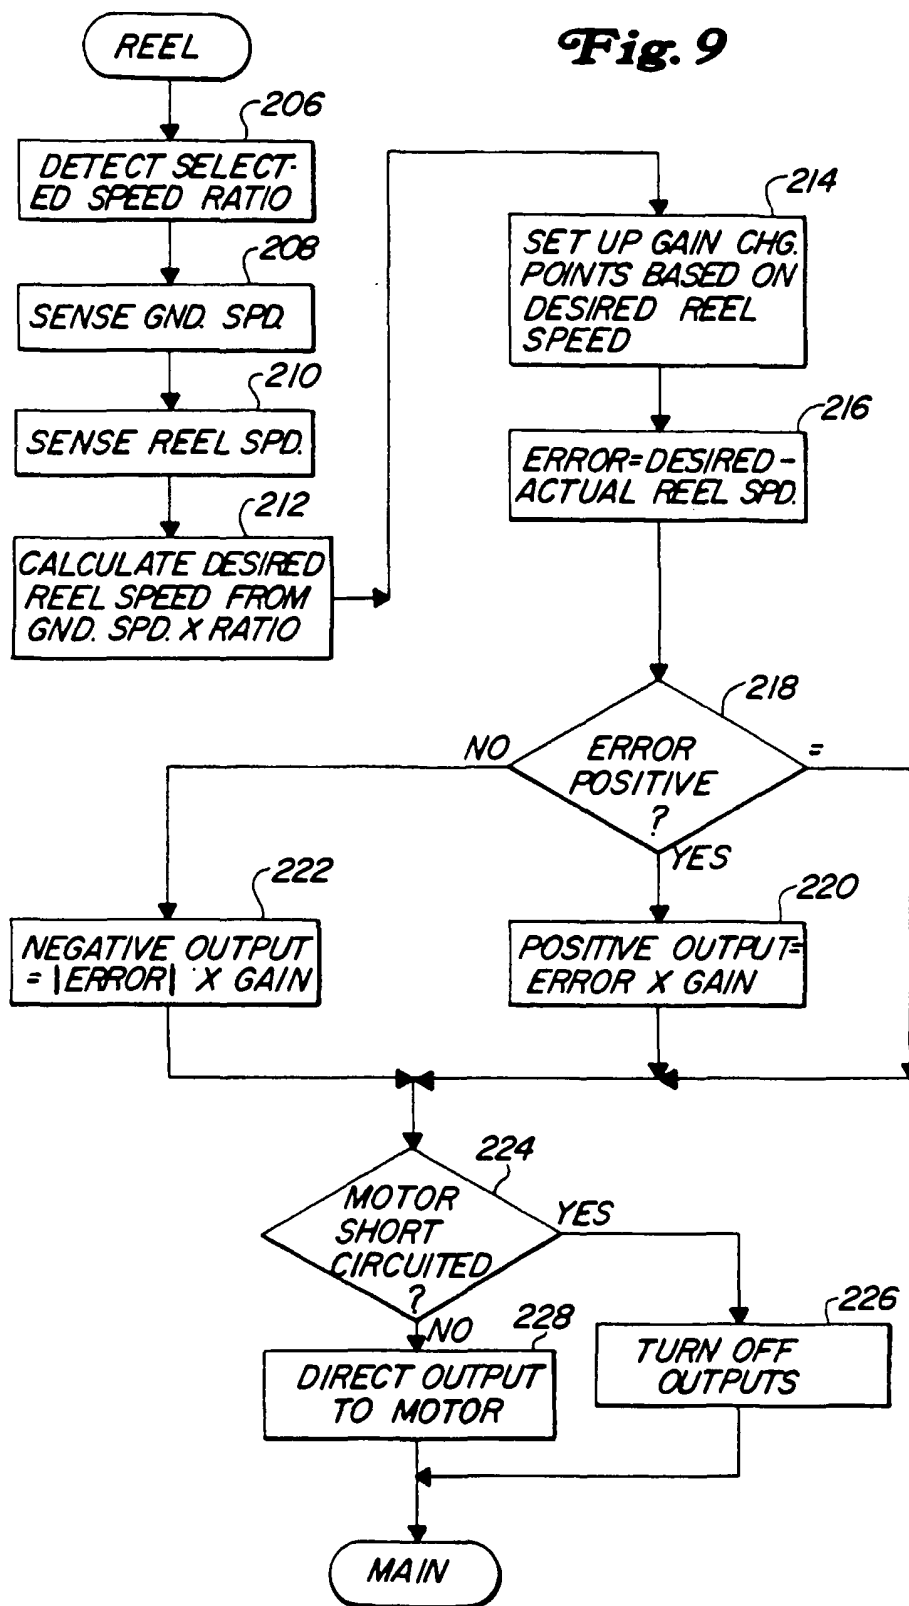 Fig. 9
REEL
206
DETECT SELECT-
ED SPEED RATIO
208
SENSE GND. SPD.
210
SENSE REEL SPD.
212
CALCULATE DESIRED
REEL SPEED FROM
GND. SPD. X RATIO
214
SET UP GAIN CHG.
POINTS BASED ON
DESIRED REEL
SPEED
216
ERROR=DESIRED-
ACTUAL REEL SPD.
218
ERROR
POSITIVE
?
NO
=
YES
222
NEGATIVE OUTPUT
= |ERROR| X GAIN
220
POSITIVE OUTPUT=
ERROR X GAIN
224
MOTOR
SHORT
CIRCUITED
?
YES
NO
226
TURN OFF
OUTPUTS
228
DIRECT OUTPUT
TO MOTOR
MAIN